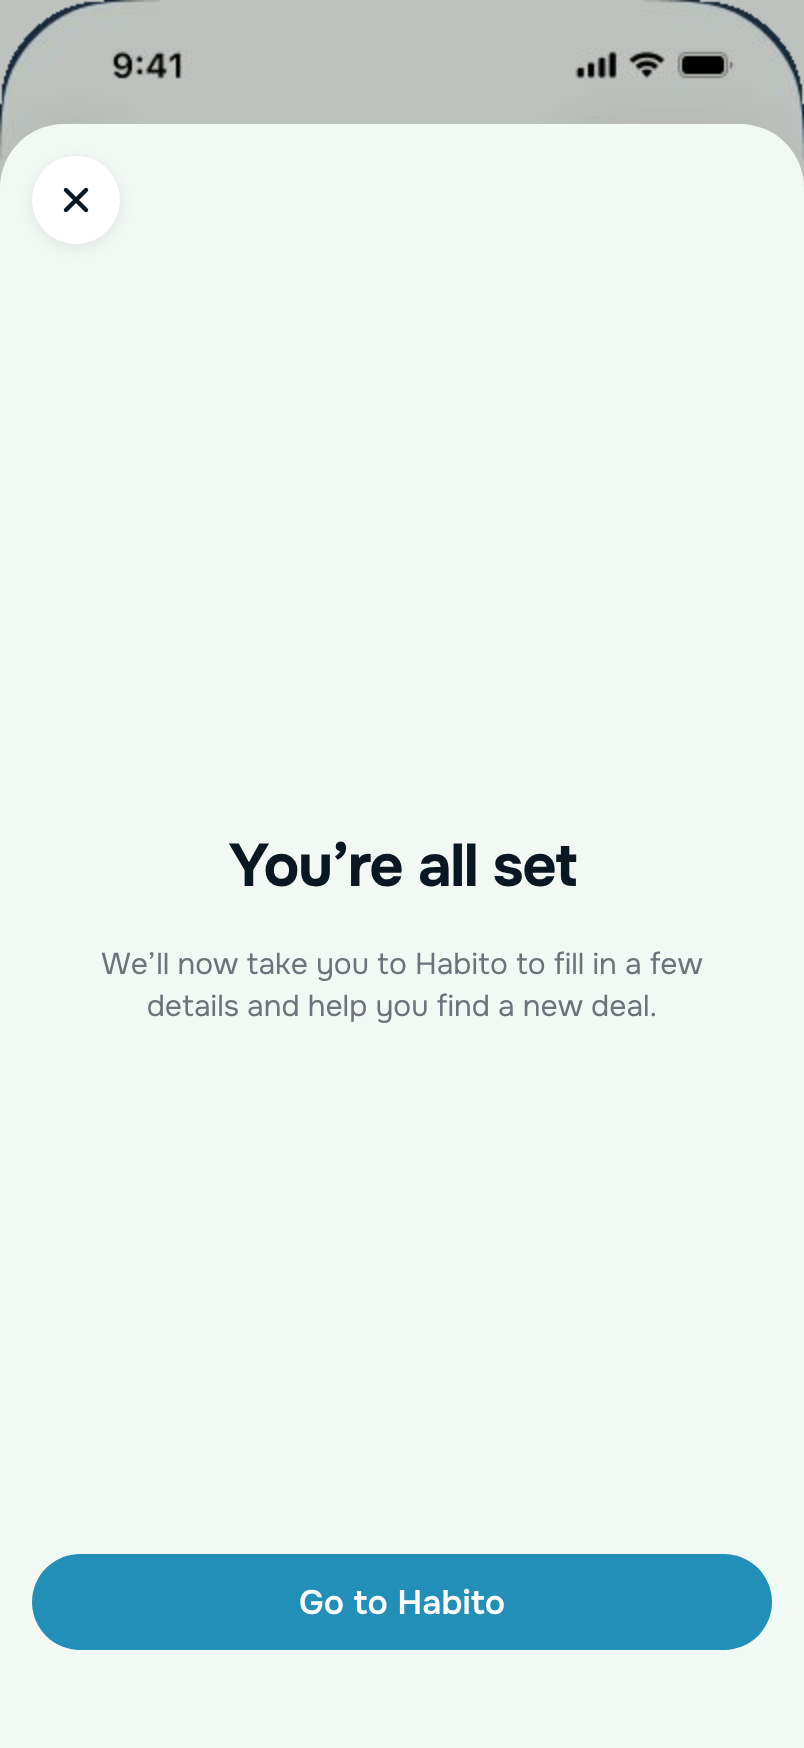 9:41
You’re all set
We’ll now take you to Habito to fill in a few
details and help you find a new deal.
Go to Habito